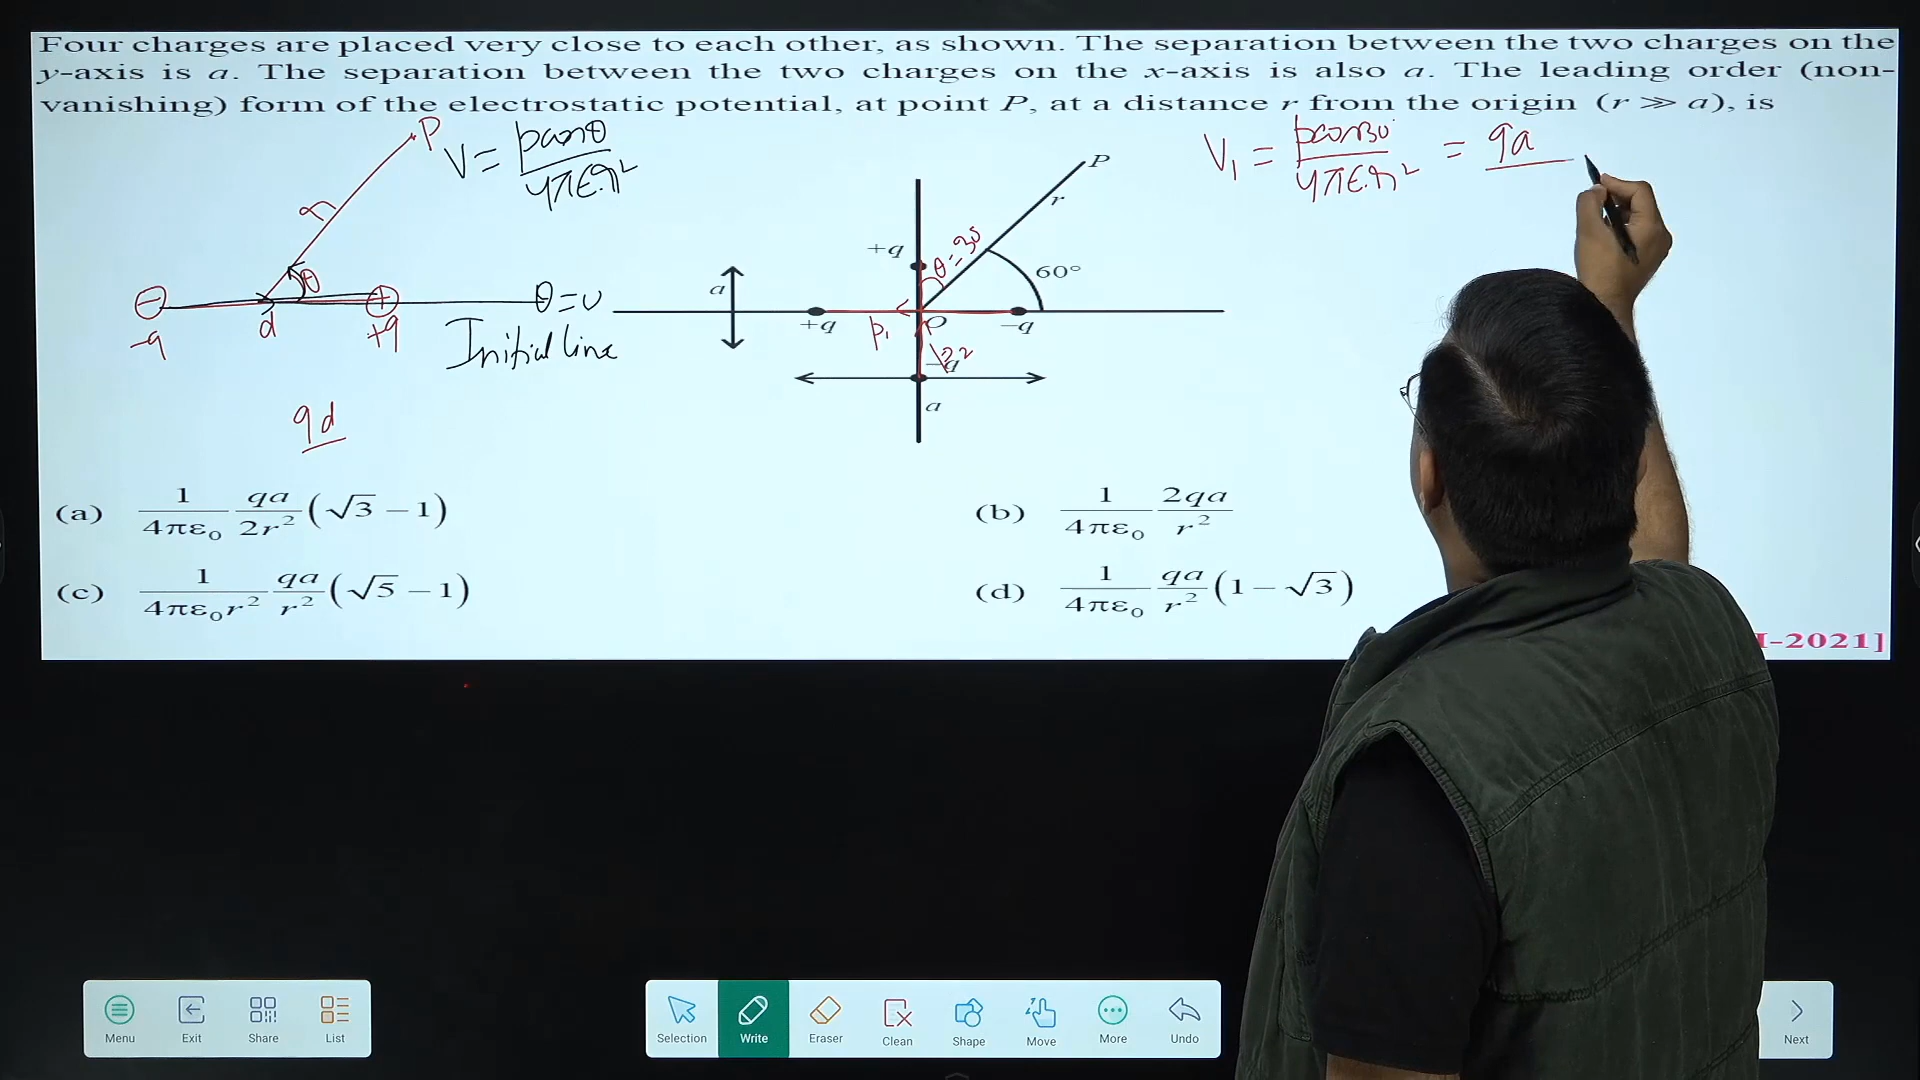 Four charges are placed very close to each other, as shown. The separation between the two charges on the
y-axis is a. The separation between the two charges on the x-axis is also a. The leading order (non-
vanishing) form of the electrostatic potential, at point P, at a distance r from the origin (r ≫ a), is
P
V = pcosθ / 4πε₀r²
r
θ
-q
d
+q
θ=0
Initial line
qd
V₁ = pcos30 / 4πε₀r² = qa
P
r
+q
θ=30
60°
a
+q
p₁
O
-q
p₂
-q
a
(a) 1/4πε₀ qa/2r² (√3 − 1)
(b) 1/4πε₀ 2qa/r²
(c) 1/4πε₀r² qa/r² (√5 − 1)
(d) 1/4πε₀ qa/r² (1 − √3)
-2021]
Menu
Exit
Share
List
Selection
Write
Eraser
Clean
Shape
Move
More
Undo
Next